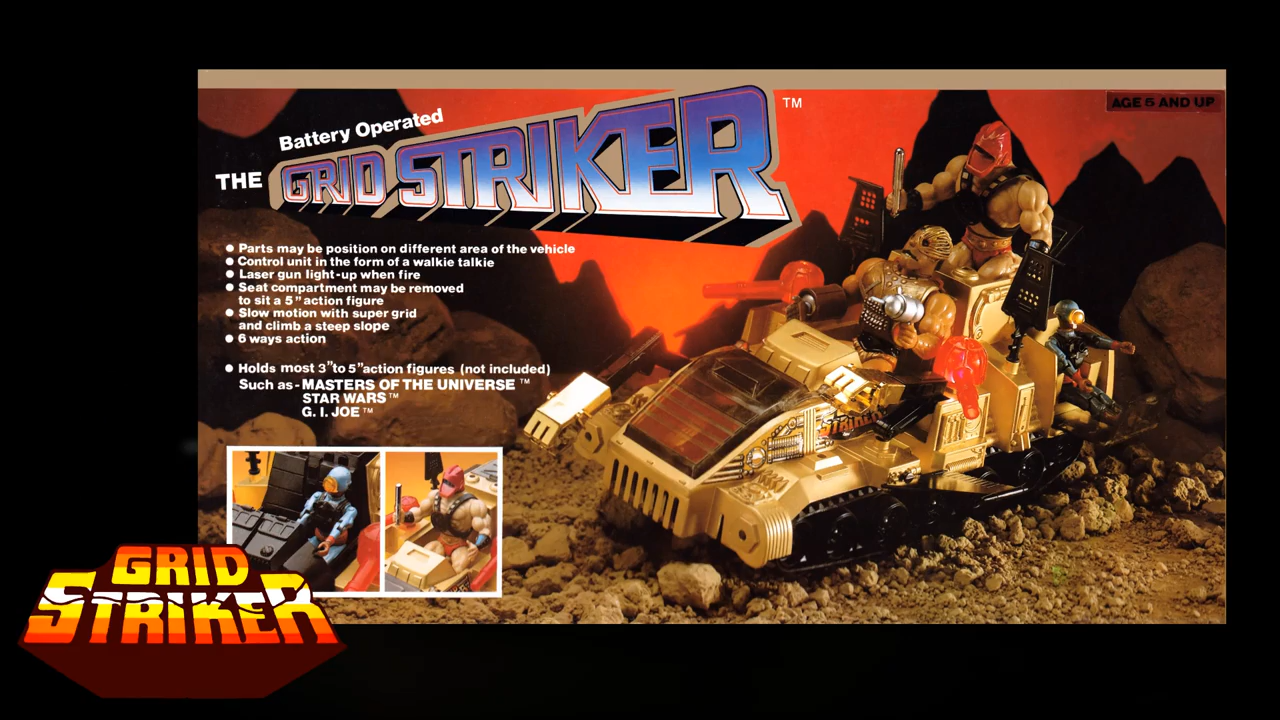 Battery Operated
THE GRID STRIKER ™
AGE 5 AND UP
● Parts may be position on different area of the vehicle
● Control unit in the form of a walkie talkie
● Laser gun light-up when fire
● Seat compartment may be removed
to sit a 5" action figure
● Slow motion with super grid
and climb a steep slope
● 6 ways action
● Holds most 3"to 5"action figures (not included)
Such as-MASTERS OF THE UNIVERSE ™
STAR WARS™
G. I. JOE™
STRIKER
GRID
STRIKER